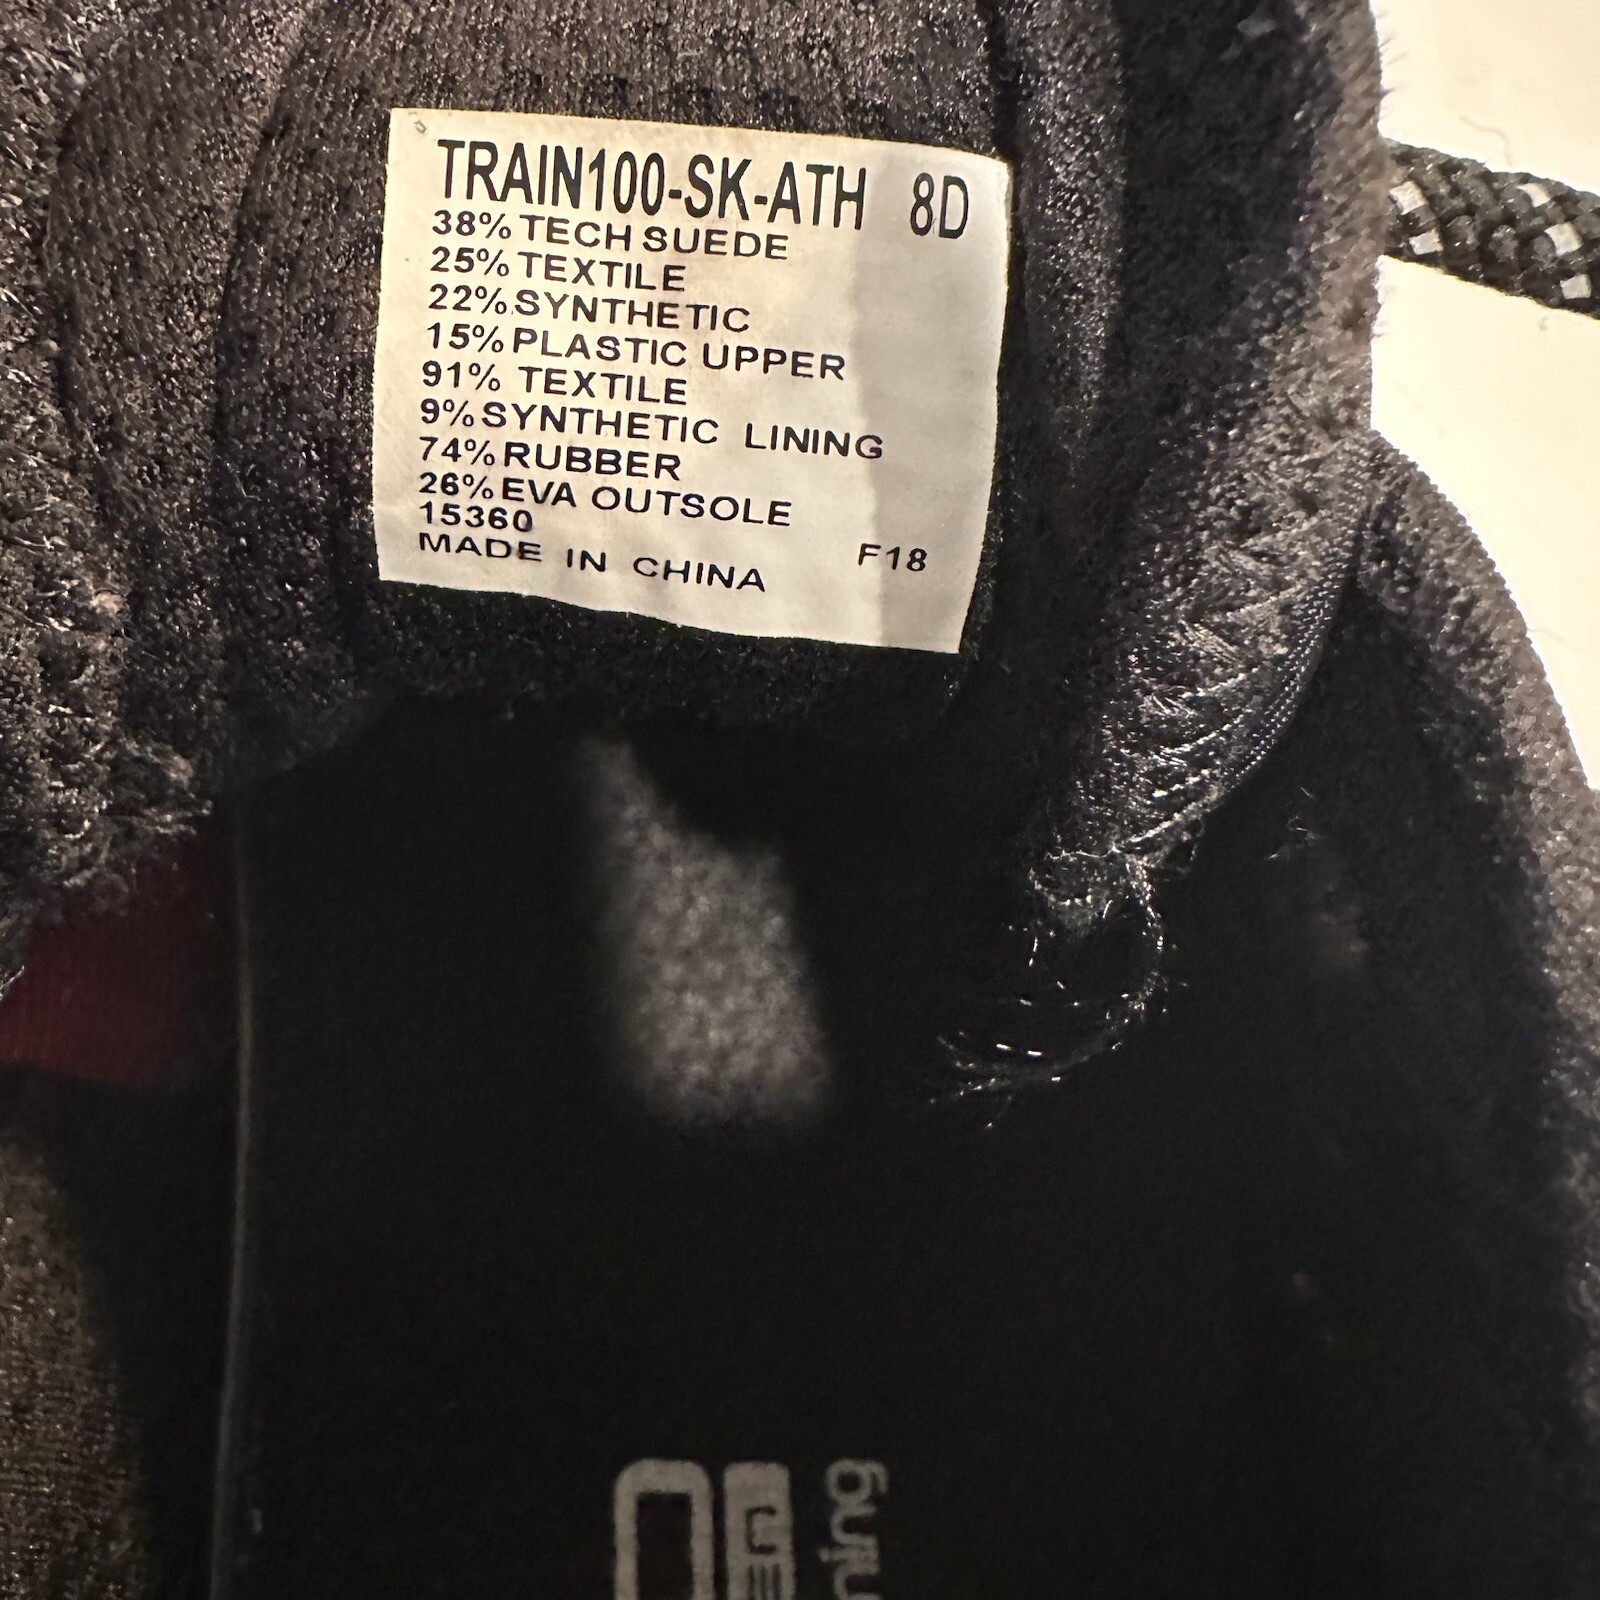 TRAIN100-SK-ATH 8D
38% TECH SUEDE
25% TEXTILE
22% SYNTHETIC
15% PLASTIC UPPER
91% TEXTILE
9% SYNTHETIC LINING
74% RUBBER
26% EVA OUTSOLE
15360
MADE IN CHINA F18